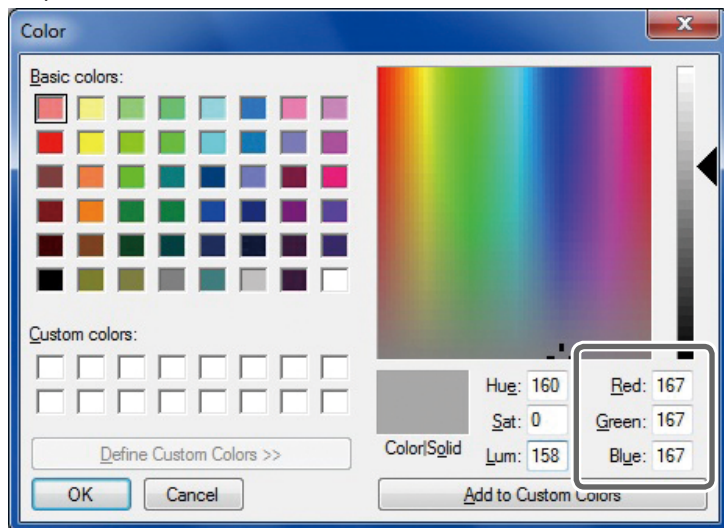 Color
x
Basic colors:
Custom colors:
Define Custom Colors >>
OK
Cancel
Color|Solid
Hue: 160
Sat: 0
Lum: 158
Red: 167
Green: 167
Blue: 167
Add to Custom Colors